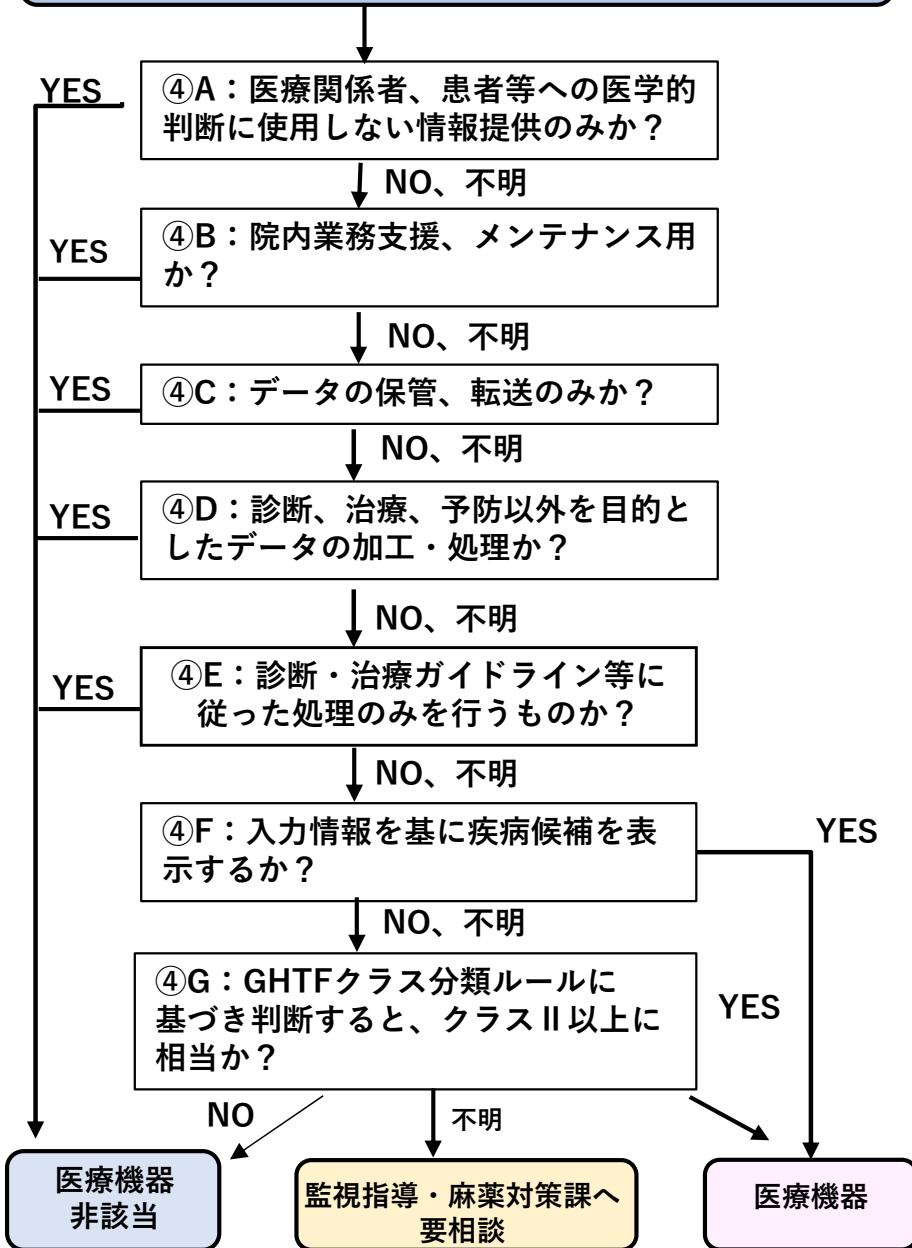 YES
④A：医療関係者、患者等への医学的
判断に使用しない情報提供のみか？
NO、不明
YES
④B：院内業務支援、メンテナンス用
か？
NO、不明
YES
④C：データの保管、転送のみか？
NO、不明
YES
④D：診断、治療、予防以外を目的と
したデータの加工・処理か？
NO、不明
YES
④E：診断・治療ガイドライン等に
従った処理のみを行うものか？
NO、不明
④F：入力情報を基に疾病候補を表
示するか？
YES
NO、不明
④G：GHTFクラス分類ルールに
基づき判断すると、クラスⅡ以上に
相当か？
YES
NO
不明
医療機器
非該当
監視指導・麻薬対策課へ
要相談
医療機器